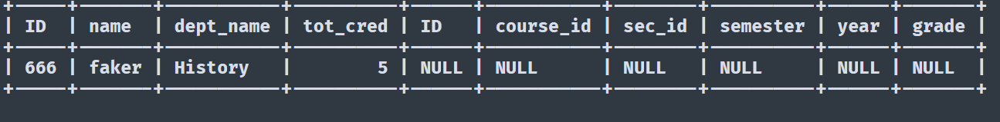 +------+-------+-----------+----------+------+------------+---------+----------+------+-------+
| ID | name | dept_name | tot_cred | ID | course_id | sec_id | semester | year | grade |
+------+-------+-----------+----------+------+------------+---------+----------+------+-------+
| 666 | faker | History | 5 | NULL | NULL | NULL | NULL | NULL | NULL |
+------+-------+-----------+----------+------+------------+---------+----------+------+-------+